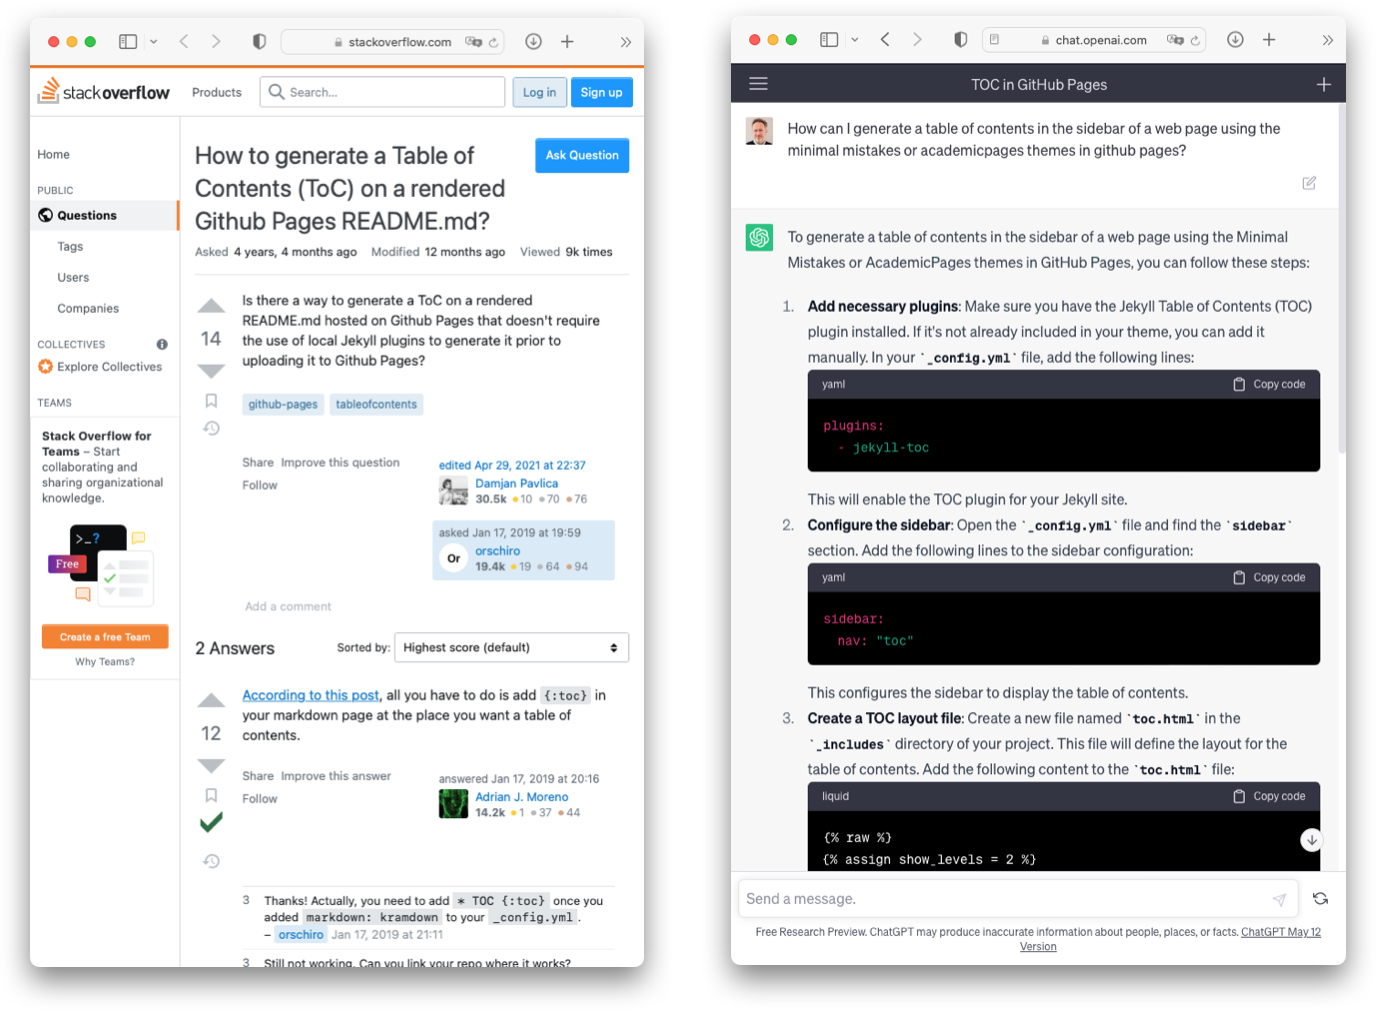 stackoverflow.com
stackoverflow
Products
Search...
Log in
Sign up
Home
PUBLIC
Questions
Tags
Users
Companies
COLLECTIVES
Explore Collectives
TEAMS
Stack Overflow for
Teams – Start
collaborating and
sharing organizational
knowledge.
>_?
Free
Create a free Team
Why Teams?
How to generate a Table of
Contents (ToC) on a rendered
Github Pages README.md?
Ask Question
Asked 4 years, 4 months ago Modified 12 months ago Viewed 9k times
14
Is there a way to generate a ToC on a rendered
README.md hosted on Github Pages that doesn't require
the use of local Jekyll plugins to generate it prior to
uploading it to Github Pages?
github-pages tableofcontents
Share Improve this question
Follow
edited Apr 29, 2021 at 22:37
Damjan Pavlica
30.5k 10 70 76
asked Jan 17, 2019 at 19:59
Or
orschiro
19.4k 19 64 94
Add a comment
2 Answers
Sorted by: Highest score (default)
12
According to this post, all you have to do is add {:toc} in
your markdown page at the place you want a table of
contents.
Share Improve this answer
Follow
answered Jan 17, 2019 at 20:16
Adrian J. Moreno
14.2k 1 37 44
3 Thanks! Actually, you need to add * TOC {:toc} once you
added markdown: kramdown to your _config.yml.
– orschiro Jan 17, 2019 at 21:11
3 Still not working. Can you link your repo where it works?
chat.openai.com
TOC in GitHub Pages
How can I generate a table of contents in the sidebar of a web page using the
minimal mistakes or academicpages themes in github pages?
To generate a table of contents in the sidebar of a web page using the Minimal
Mistakes or AcademicPages themes in GitHub Pages, you can follow these steps:
1. Add necessary plugins: Make sure you have the Jekyll Table of Contents (TOC)
plugin installed. If it's not already included in your theme, you can add it
manually. In your `_config.yml` file, add the following lines:
yaml Copy code
plugins:
- jekyll-toc
This will enable the TOC plugin for your Jekyll site.
2. Configure the sidebar: Open the `_config.yml` file and find the `sidebar`
section. Add the following lines to the sidebar configuration:
yaml Copy code
sidebar:
nav: "toc"
This configures the sidebar to display the table of contents.
3. Create a TOC layout file: Create a new file named `toc.html` in the
`_includes` directory of your project. This file will define the layout for the
table of contents. Add the following content to the `toc.html` file:
liquid Copy code
{% raw %}
{% assign show_levels = 2 %}
Send a message.
Free Research Preview. ChatGPT may produce inaccurate information about people, places, or facts. ChatGPT May 12
Version